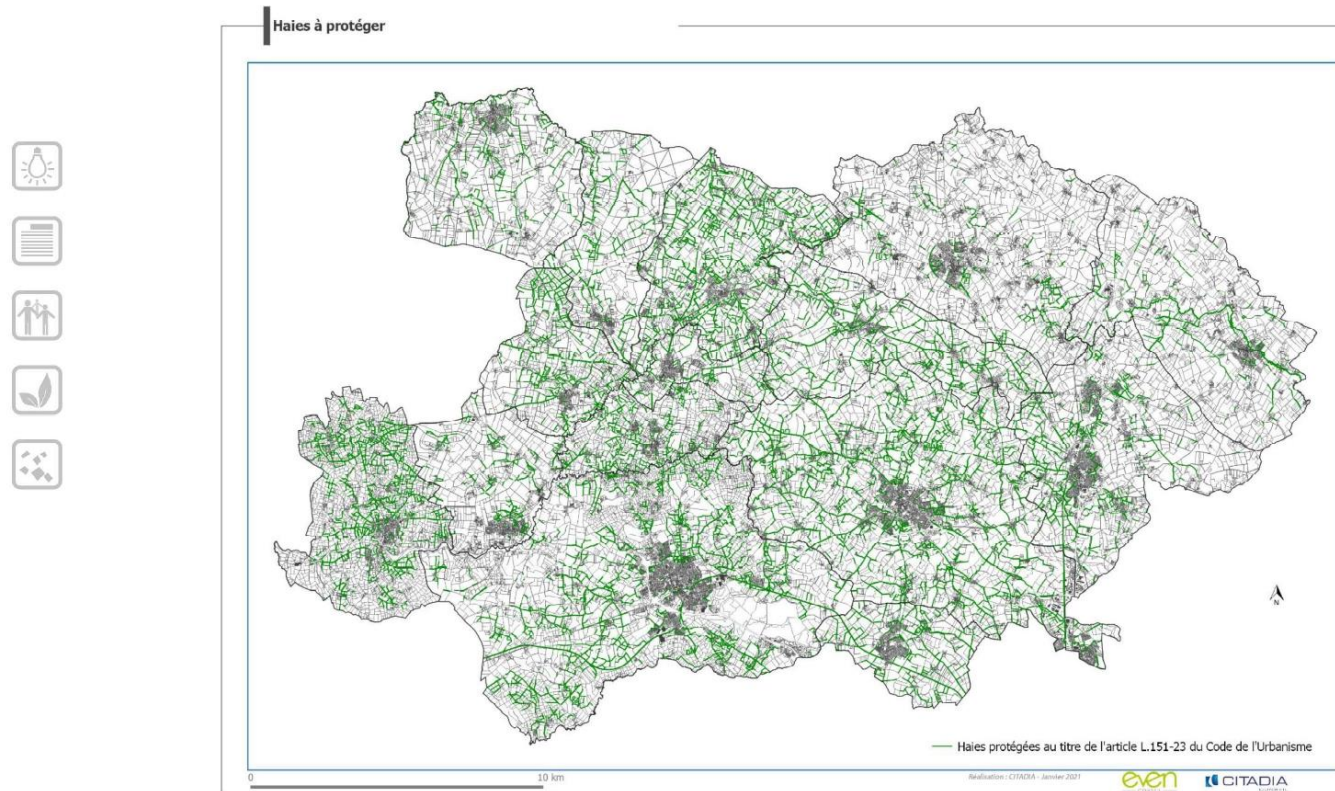 Haies à protéger
N
Haies protégées au titre de l'article L.151-23 du Code de l'Urbanisme
0 10 km
Réalisation : CITADIA - Janvier 2021
even
CITADIA